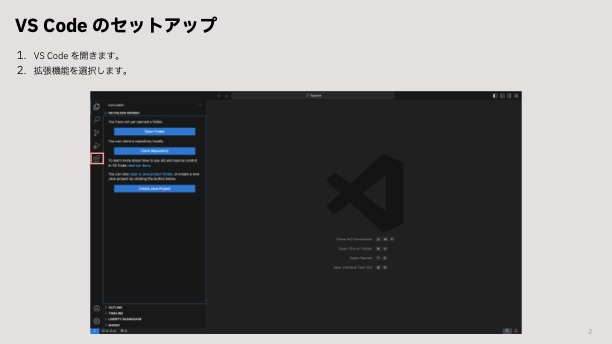 VS Code のセットアップ
1. VS Code を開きます。
2. 拡張機能を選択します。
You have not yet opened a folder.
Open Folder
You can clone a repository locally.
Clone Repository
To learn more about how to use Git and source control
in VS Code read our docs.
You can also open a Java project folder, or create a new
Java project by clicking the button below.
Create Java Project
Show All Commands
Open File or Folder
Open Recent
New Untitled Text File
OUTLINE
TIMELINE
LIBERTY DASHBOARD
MAVEN
2